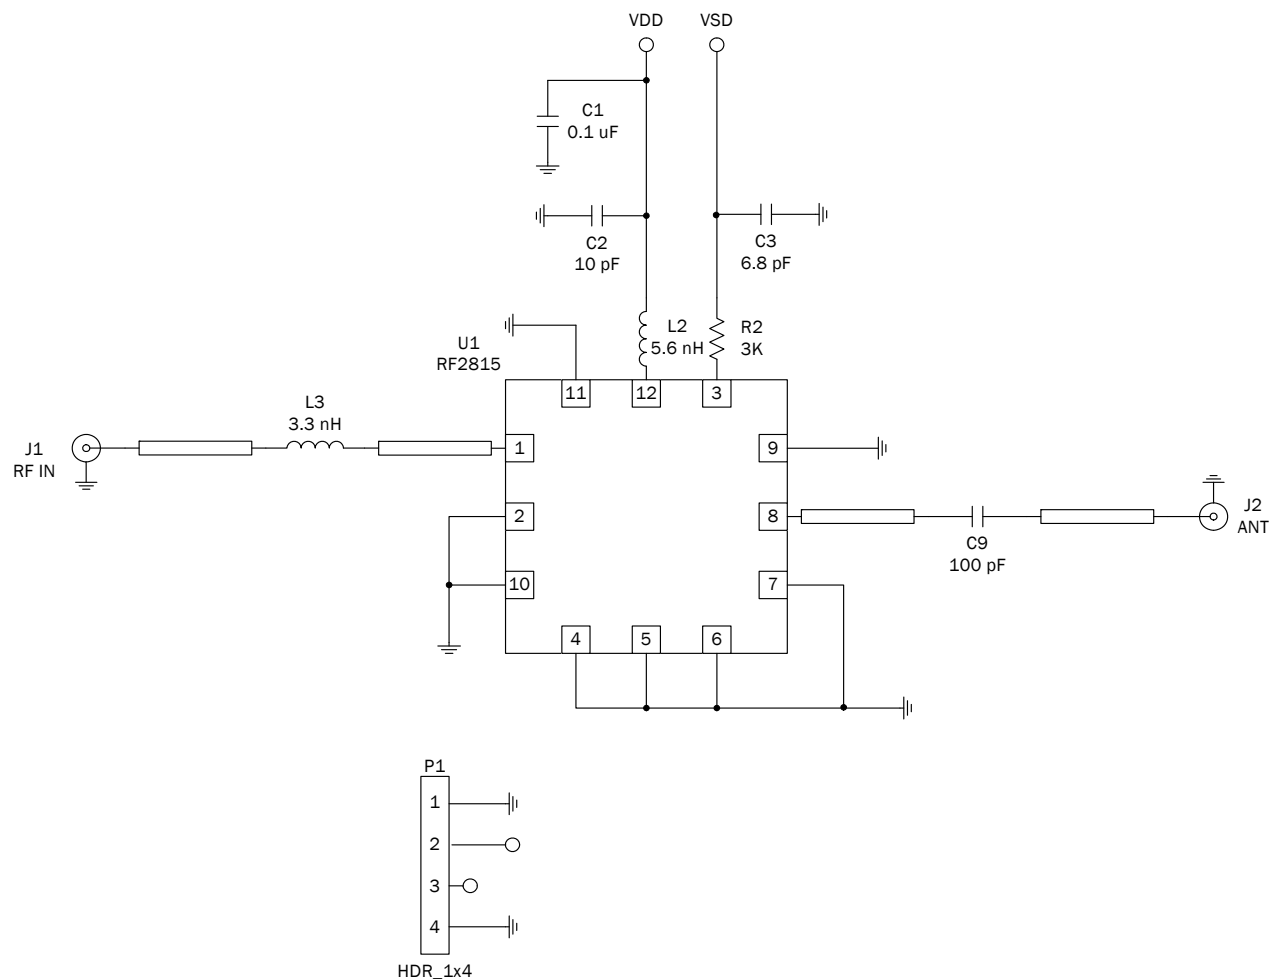 VDD
VSD
C1
0.1 uF
C2
10 pF
C3
6.8 pF
L2
5.6 nH
R2
3K
U1
RF2815
11
12
3
L3
3.3 nH
J1
RF IN
1
9
2
8
J2
ANT
C9
100 pF
10
7
4
5
6
P1
1
2
3
4
HDR_1x4